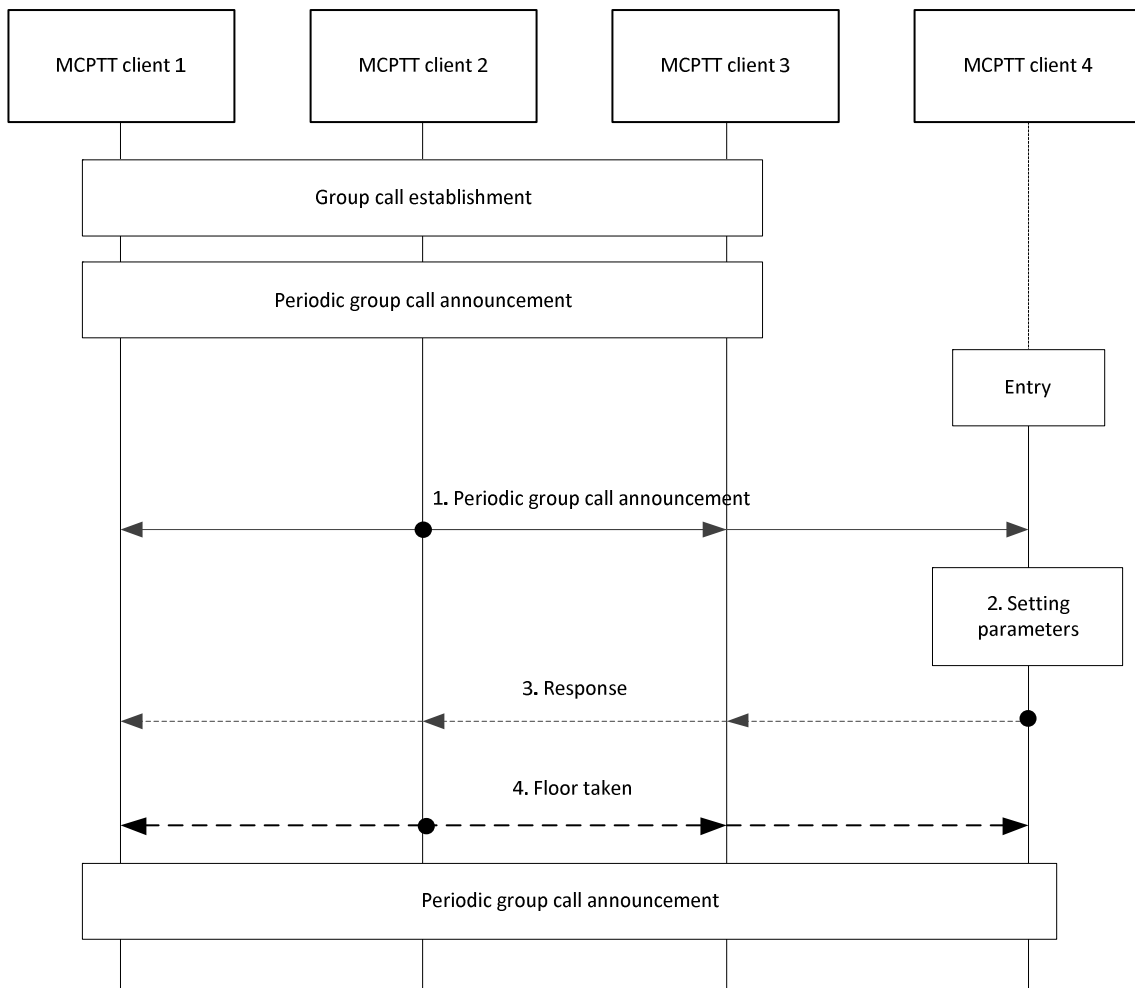 MCPTT client 1
MCPTT client 2
MCPTT client 3
MCPTT client 4
Group call establishment
Periodic group call announcement
Entry
1. Periodic group call announcement
2. Setting
parameters
3. Response
4. Floor taken
Periodic group call announcement